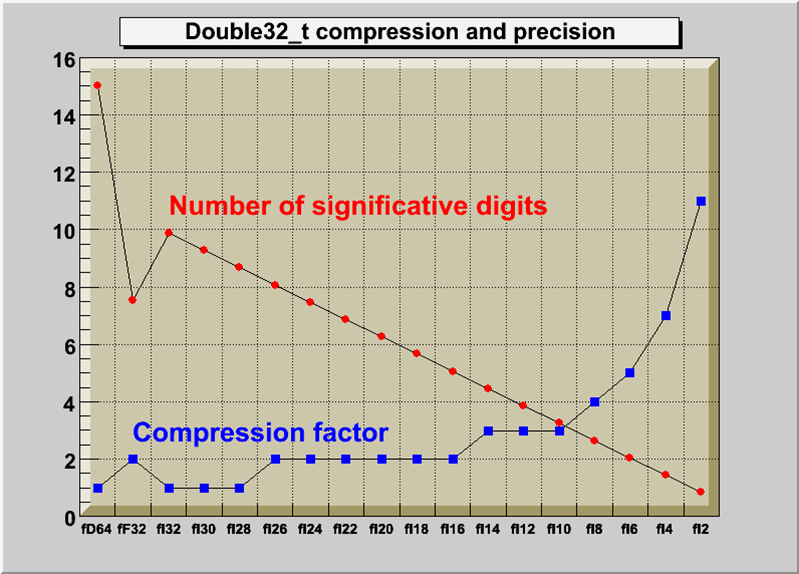 Double32_t compression and precision
16
14
12
10
8
6
4
2
0
Number of significative digits
Compression factor
fD64 fF32 fI32 fI30 fI28 fI26 fI24 fI22 fI20 fI18 fI16 fI14 fI12 fI10 fI8 fI6 fI4 fI2